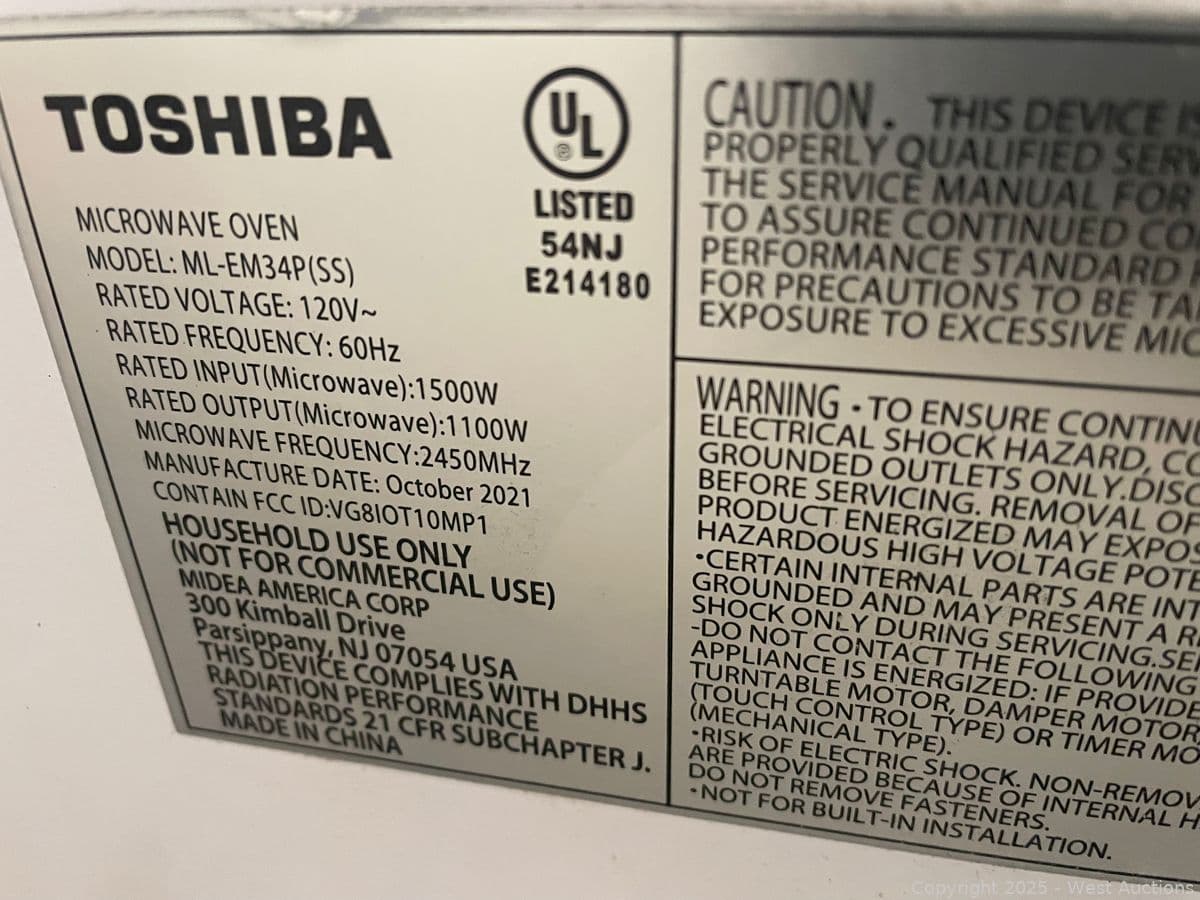 TOSHIBA
MICROWAVE OVEN
MODEL: ML-EM34P(SS)
RATED VOLTAGE: 120V~
RATED FREQUENCY: 60Hz
RATED INPUT(Microwave):1500W
RATED OUTPUT(Microwave):1100W
MICROWAVE FREQUENCY:2450MHz
MANUFACTURE DATE: October 2021
CONTAIN FCC ID:VG8IOT10MP1
HOUSEHOLD USE ONLY
(NOT FOR COMMERCIAL USE)
MIDEA AMERICA CORP
300 Kimball Drive
Parsippany, NJ 07054 USA
THIS DEVICE COMPLIES WITH DHHS
RADIATION PERFORMANCE
STANDARDS 21 CFR SUBCHAPTER J.
MADE IN CHINA
UL
®
LISTED
54NJ
E214180
CAUTION. THIS DEVICE
PROPERLY QUALIFIED
THE SERVICE MANUAL FOR
TO ASSURE CONTINUED
PERFORMANCE STANDARD
FOR PRECAUTIONS TO BE
EXPOSURE TO EXCESSIVE
WARNING •TO ENSURE
ELECTRICAL SHOCK HAZARD,
GROUNDED OUTLETS ONLY.
BEFORE SERVICING. REMOVAL
PRODUCT ENERGIZED MAY
HAZARDOUS HIGH VOLTAGE
•CERTAIN INTERNAL PARTS ARE
GROUNDED AND MAY PRESENT A
SHOCK ONLY DURING SERVICING.
-DO NOT CONTACT THE FOLLOWING
APPLIANCE IS ENERGIZED: IF
TURNTABLE MOTOR, DAMPER MOTOR
(TOUCH CONTROL TYPE) OR TIMER
(MECHANICAL TYPE).
•RISK OF ELECTRIC SHOCK.
ARE PROVIDED BECAUSE OF INTERNAL
DO NOT REMOVE FASTENERS.
•NOT FOR BUILT-IN INSTALLATION.
Copyright 2025 - West Auctions